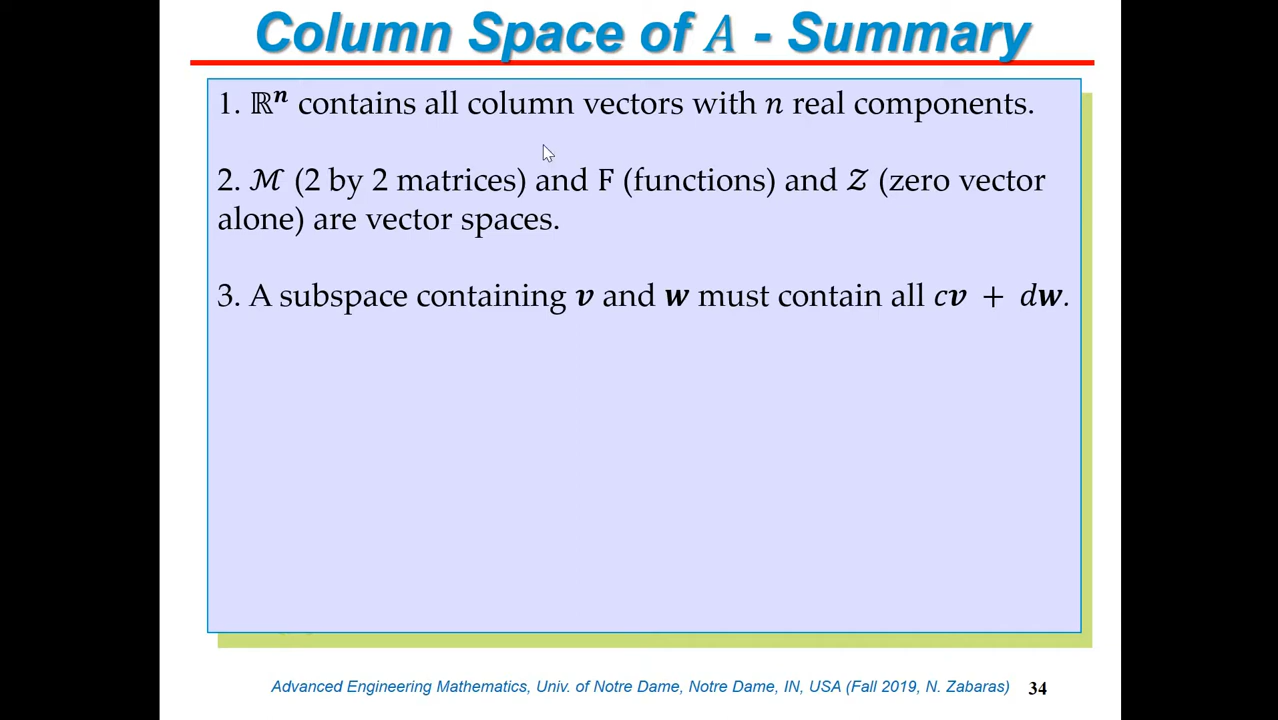 Column Space of A - Summary
1. ℝⁿ contains all column vectors with n real components.
2. ℳ (2 by 2 matrices) and F (functions) and 𝒵 (zero vector
alone) are vector spaces.
3. A subspace containing v and w must contain all cv + dw.
Advanced Engineering Mathematics, Univ. of Notre Dame, Notre Dame, IN, USA (Fall 2019, N. Zabaras) 34